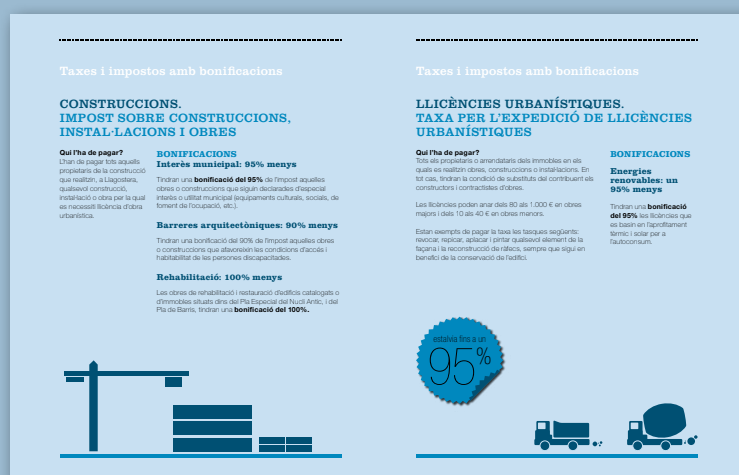 Taxes i impostos amb bonificacions
CONSTRUCCIONS.
IMPOST SOBRE CONSTRUCCIONS,
INSTAL·LACIONS I OBRES
Qui l'ha de pagar?
L'han de pagar tots aquells
propietaris de la construcció
que realitzin, a Llagostera,
qualsevol construcció,
instal·lació o obra per la qual
es necessiti llicència d'obra
urbanística.
BONIFICACIONS
Interès municipal: 95% menys
Tindran una bonificació del 95% de l'impost aquelles
obres o construccions que siguin declarades d'especial
interès o utilitat municipal (equipaments culturals, socials, de
foment de l'ocupació, etc.).
Barreres arquitectòniques: 90% menys
Tindran una bonificació del 90% de l'impost aquelles obres
o construccions que afavoreixin les condicions d'accés i
habitabilitat de les persones discapacitades.
Rehabilitació: 100% menys
Les obres de rehabilitació i restauració d'edificis catalogats o
d'immobles situats dins del Pla Especial del Nucli Antic, i del
Pla de Barris, tindran una bonificació del 100%.
Taxes i impostos amb bonificacions
LLICÈNCIES URBANÍSTIQUES.
TAXA PER L'EXPEDICIÓ DE LLICÈNCIES
URBANÍSTIQUES
Qui l'ha de pagar?
Tots els propietaris o arrendataris dels immobles en els
quals es realitzin obres, construccions o instal·lacions. En
tot cas, tindran la condició de substituts del contribuent els
constructors i contractistes d'obres.
Les llicències poden anar dels 80 als 1.000 € en obres
majors i dels 10 als 40 € en obres menors.
Estan exempts de pagar la taxa les tasques següents:
revocar, repicar, aplacar i pintar qualsevol element de la
façana i la reconstrucció de ràfecs, sempre que sigui en
benefici de la conservació de l'edifici.
BONIFICACIONS
Energies
renovables: un
95% menys
Tindran una bonificació
del 95% les llicències que
es basin en l'aprofitament
tèrmic i solar per a
l'autoconsum.
estalvia fins a un
95%